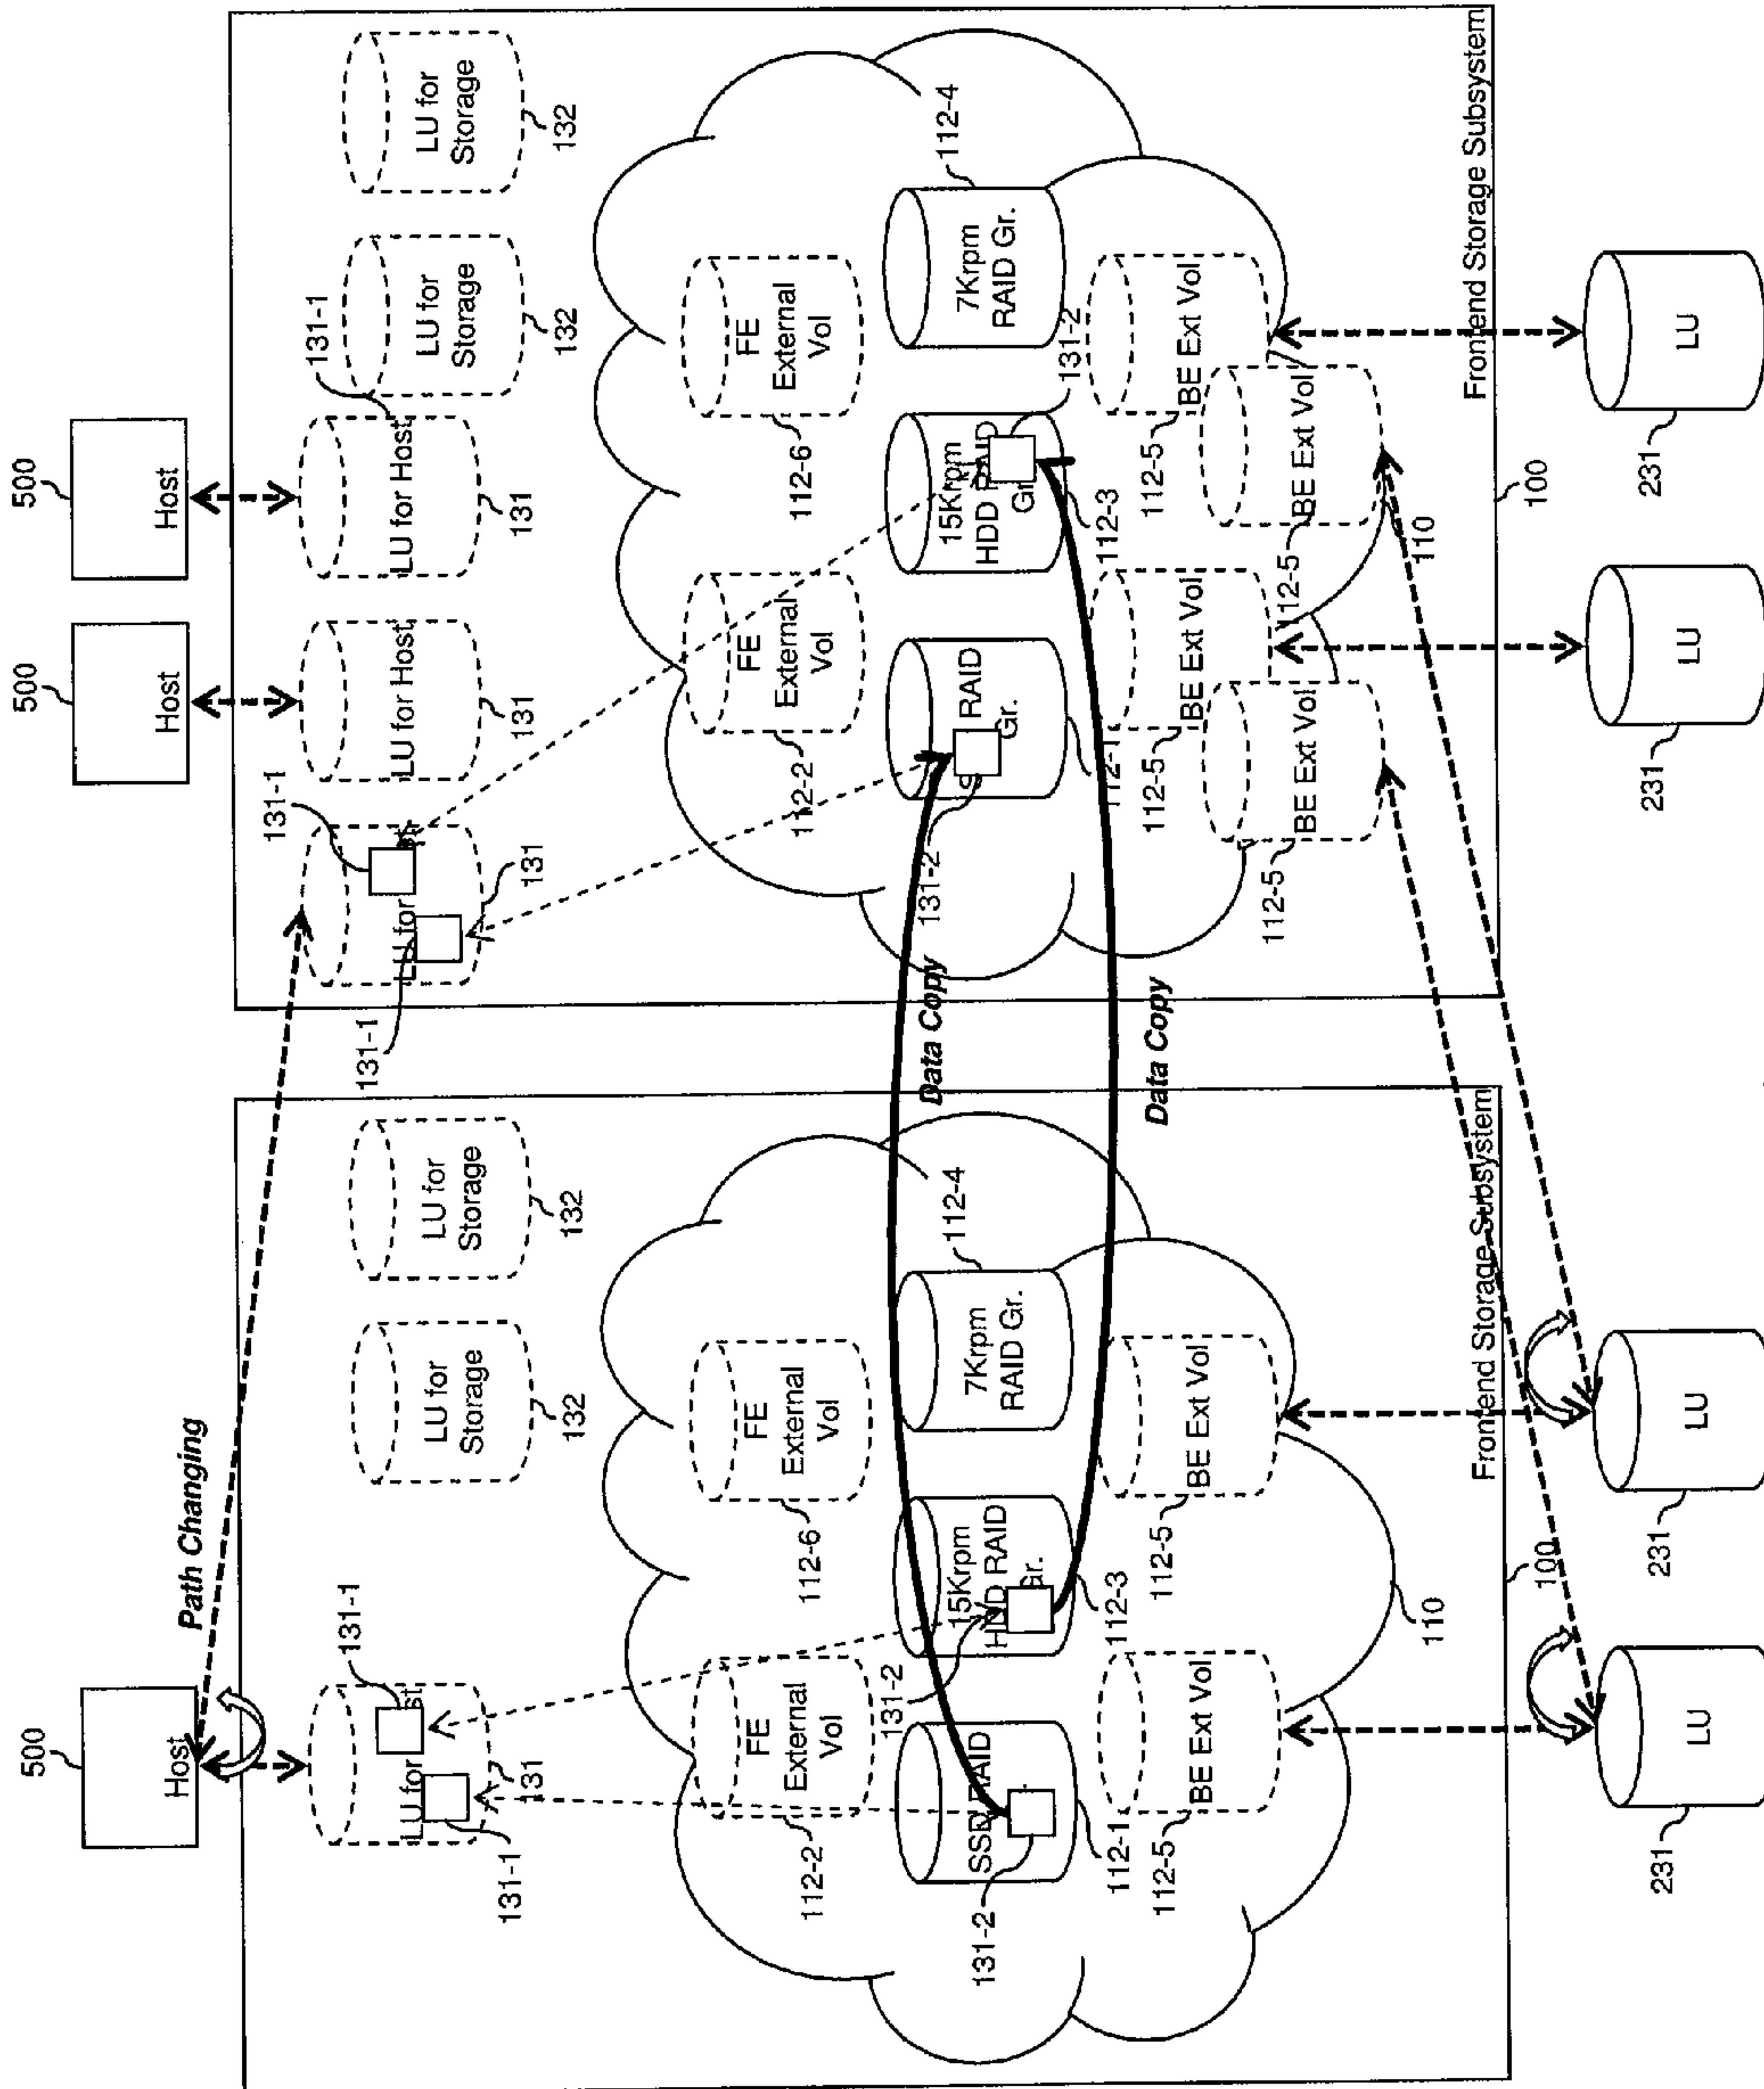 500
Host
Path Changing
131-1
LU for
st
131
131-1
LU for
Storage
132
LU for
Storage
132
FE
External
Vol
112-2
FE
External
Vol
112-6
SSD RAID
131-2
112-1
15Krpm
HDD RAID
Gr.
131-2
112-3
7Krpm
RAID Gr.
112-4
BE Ext Vol
112-5
BE Ext Vol
112-5
110
Frontend Storage Subsystem
100
LU
231
LU
231
Data Copy
Data Copy
500
Host
500
Host
131-1
LU for
st
131
131-1
LU for Host
131
LU for Host
131
131-1
LU for
Storage
132
LU for
Storage
132
FE
External
Vol
112-2
FE
External
Vol
112-6
RAID
Gr.
131-2
112-1
15Krpm
HDD RAID
Gr.
131-2
112-3
7Krpm
RAID Gr.
112-4
BE Ext Vol
112-5
BE Ext Vol
112-5
BE Ext Vol
112-5
BE Ext Vol
112-5
110
Frontend Storage Subsystem
100
LU
231
LU
231